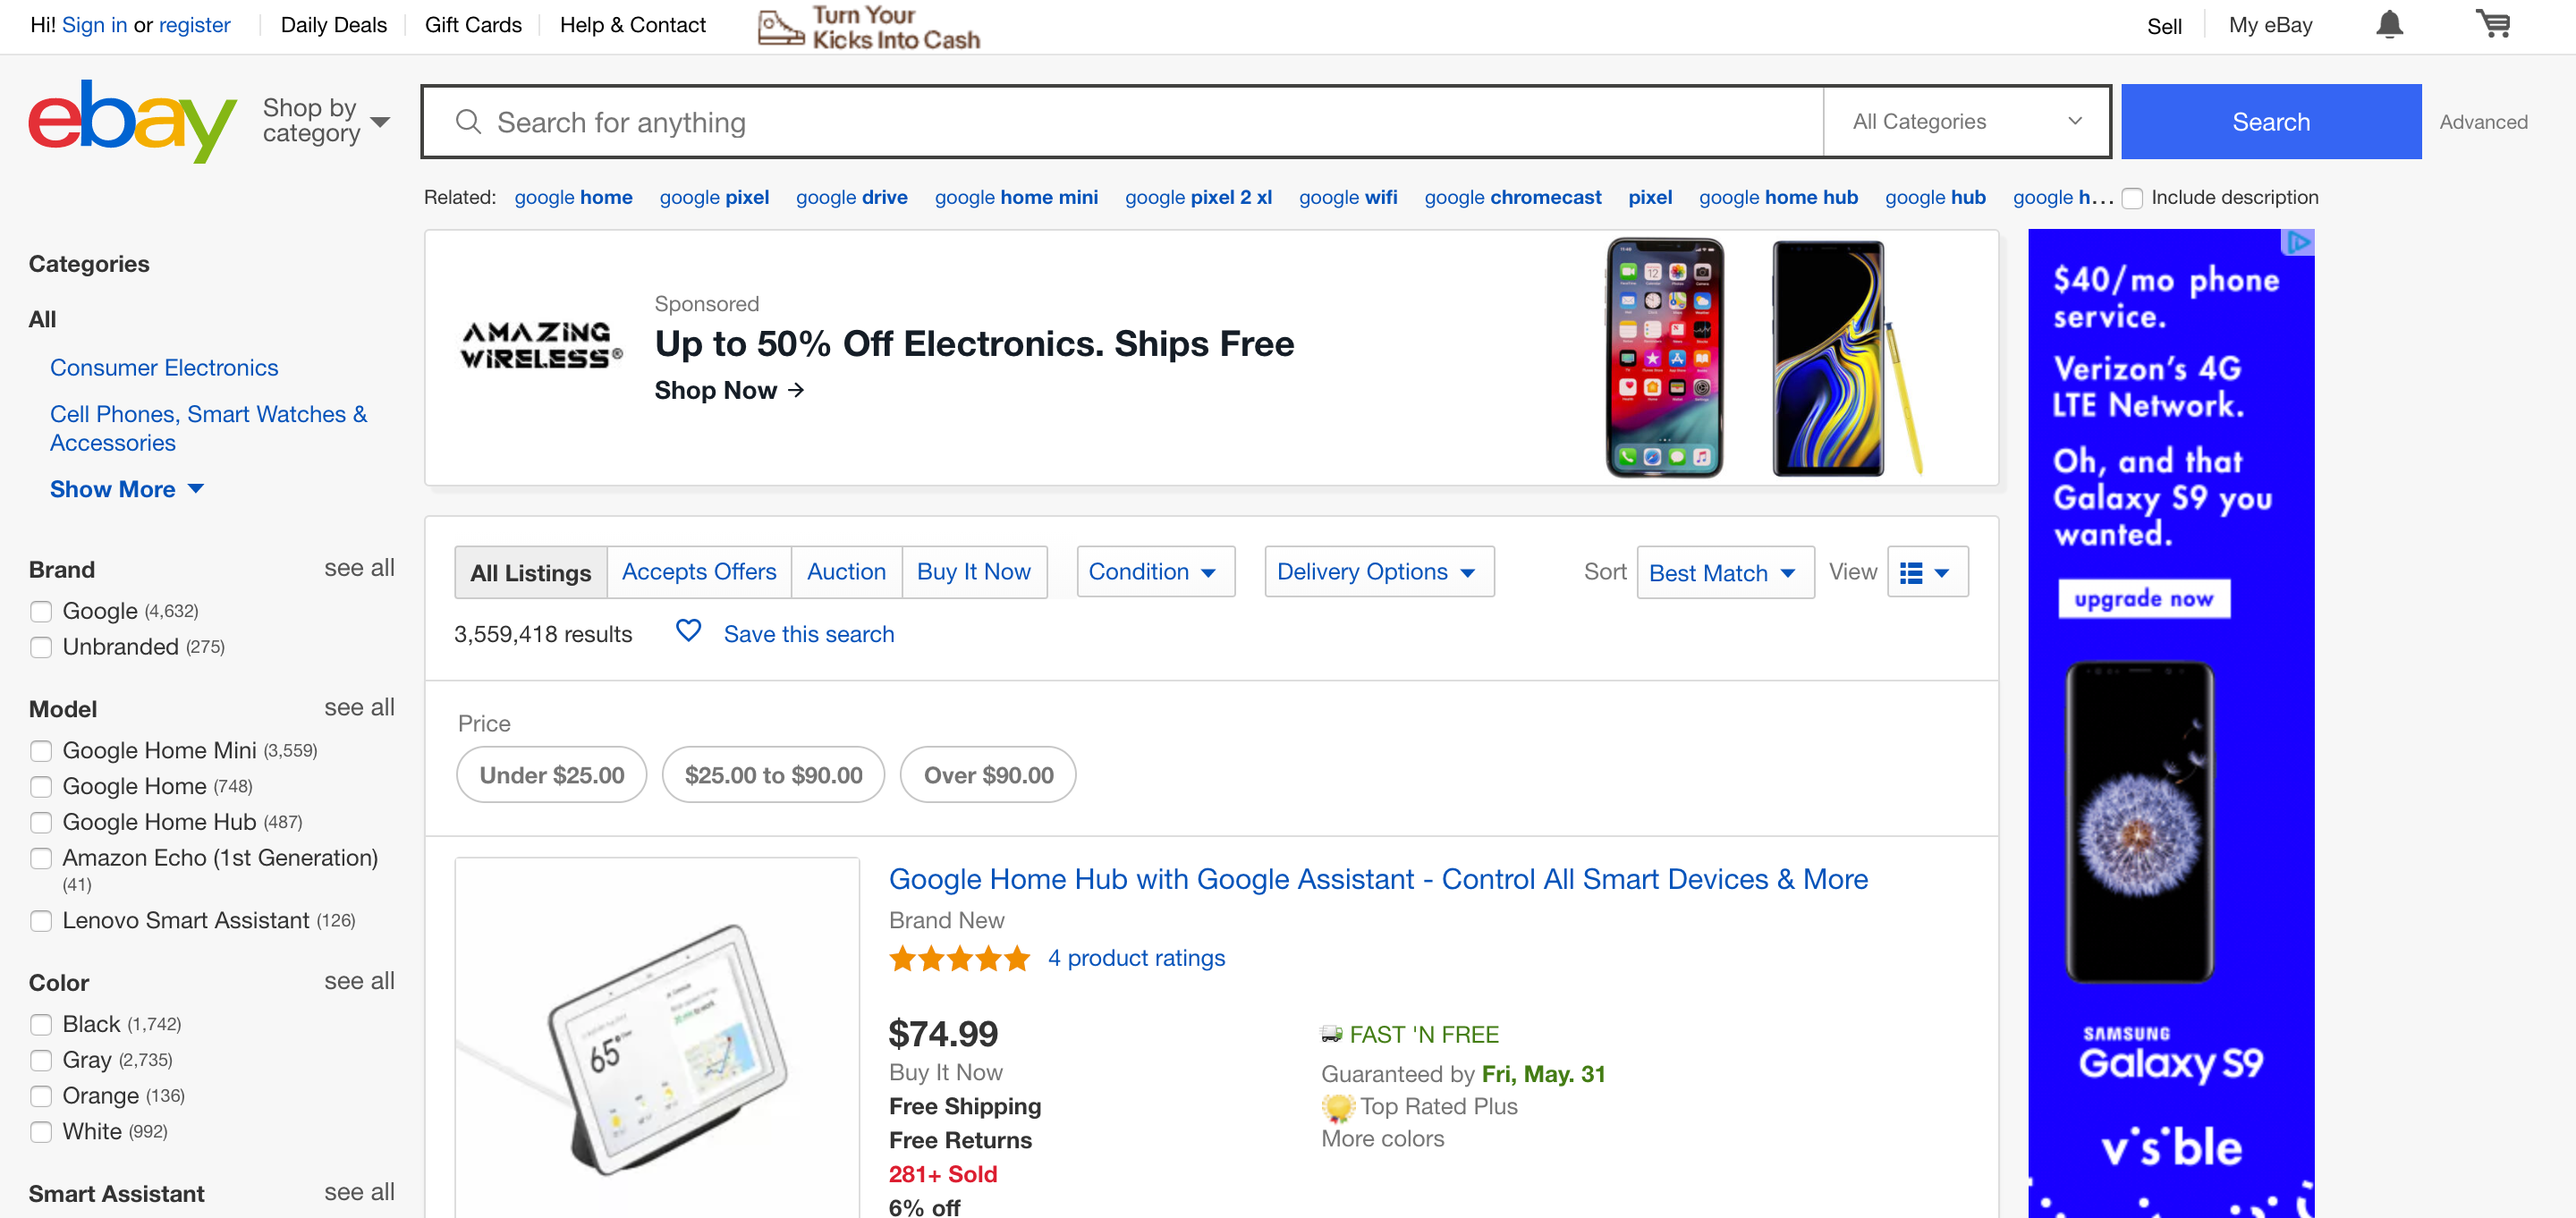 Hi! Sign in or register
Daily Deals
Gift Cards
Help & Contact
Turn Your
Kicks Into Cash
Sell
My eBay
ebay
Shop by
category
Search for anything
All Categories
Search
Advanced
Related: google home google pixel google drive google home mini google pixel 2 xl google wifi google chromecast pixel google home hub google hub google h...
Include description
Categories
All
Consumer Electronics
Cell Phones, Smart Watches &
Accessories
Show More
Brand see all
Google (4,632)
Unbranded (275)
Model see all
Google Home Mini (3,559)
Google Home (748)
Google Home Hub (487)
Amazon Echo (1st Generation)
(41)
Lenovo Smart Assistant (126)
Color see all
Black (1,742)
Gray (2,735)
Orange (136)
White (992)
Smart Assistant see all
AMAZING
WIRELESS®
Sponsored
Up to 50% Off Electronics. Ships Free
Shop Now →
All Listings
Accepts Offers
Auction
Buy It Now
Condition
Delivery Options
Sort
Best Match
View
3,559,418 results
Save this search
Price
Under $25.00
$25.00 to $90.00
Over $90.00
65°
Google Home Hub with Google Assistant - Control All Smart Devices & More
Brand New
4 product ratings
$74.99
Buy It Now
Free Shipping
Free Returns
281+ Sold
6% off
FAST 'N FREE
Guaranteed by Fri, May. 31
Top Rated Plus
More colors
$40/mo phone
service.
Verizon's 4G
LTE Network.
Oh, and that
Galaxy S9 you
wanted.
upgrade now
SAMSUNG
Galaxy S9
visible